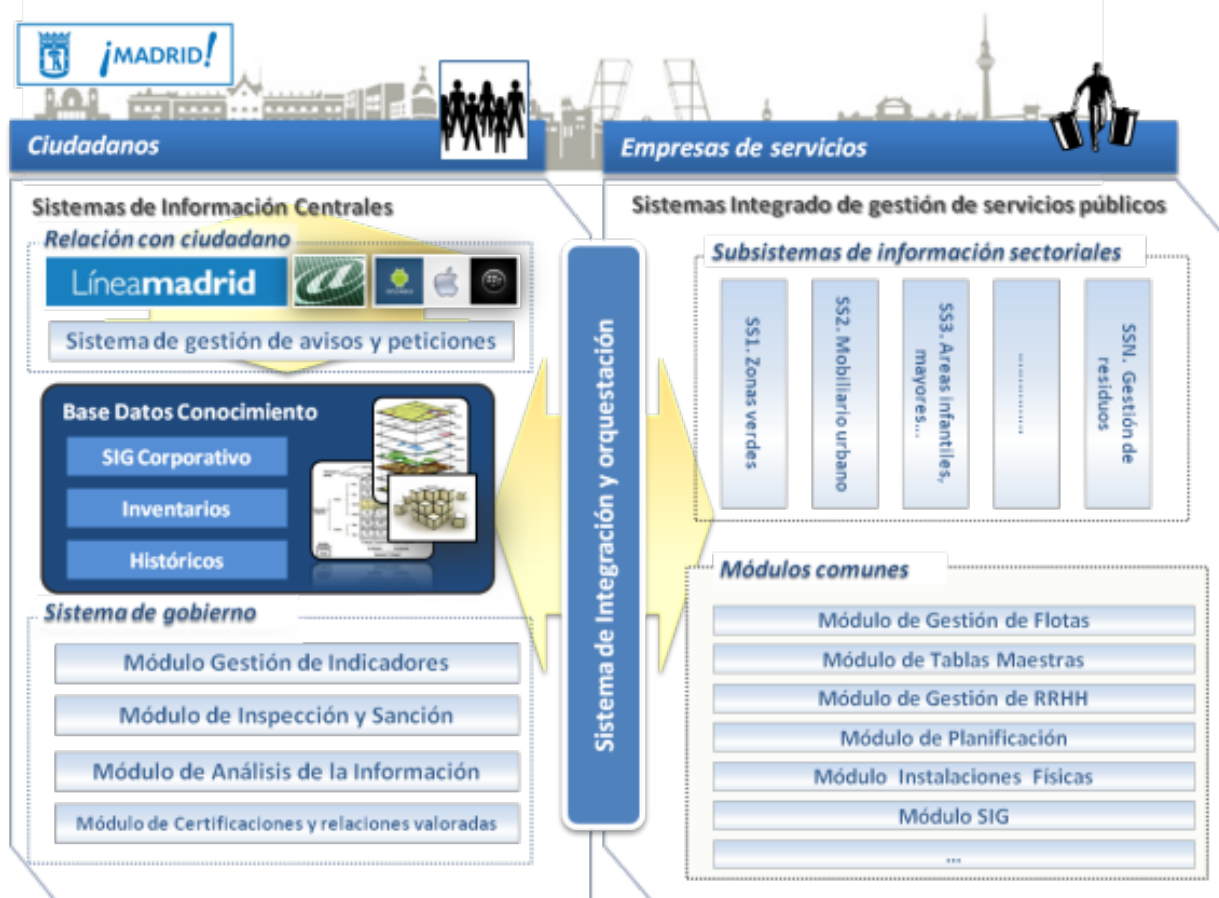 ¡MADRID!
Ciudadanos
Empresas de servicios
Sistemas de Información Centrales
Relación con ciudadano
Líneamadrid
Sistema de gestión de avisos y peticiones
Base Datos Conocimiento
SIG Corporativo
Inventarios
Históricos
Sistema de gobierno
Módulo Gestión de Indicadores
Módulo de Inspección y Sanción
Módulo de Análisis de la Información
Módulo de Certificaciones y relaciones valoradas
Sistema de Integración y orquestación
Sistemas Integrado de gestión de servicios públicos
Subsistemas de información sectoriales
SS1. Zonas verdes
SS2. Mobiliario urbano
SS3. Areas infantiles,
mayores...
..............
SSN. Gestión de
residuos
Módulos comunes
Módulo de Gestión de Flotas
Módulo de Tablas Maestras
Módulo de Gestión de RRHH
Módulo de Planificación
Módulo Instalaciones Físicas
Módulo SIG
...